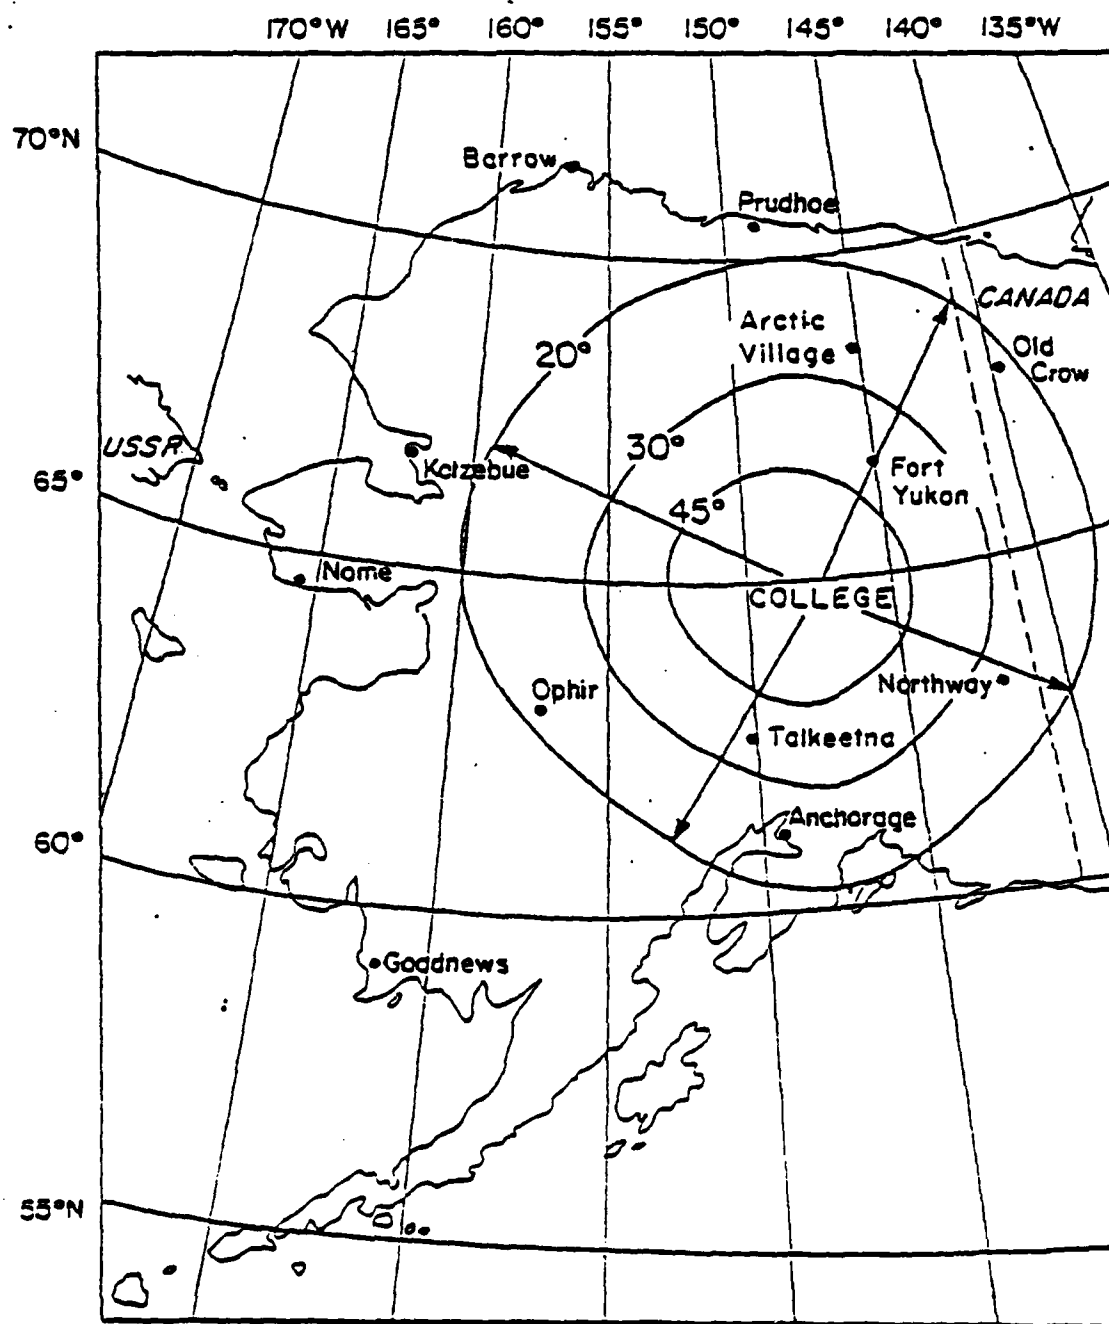 170°W 165° 160° 155° 150° 145° 140° 135°W
70°N
Barrow
Prudhoe
CANADA
Arctic
Village
20°
Old
Crow
USSR
30°
Kotzebue
Fort
Yukon
65°
45°
Nome
COLLEGE
Ophir
Northway
Talkeetna
Anchorage
60°
Goodnews
55°N